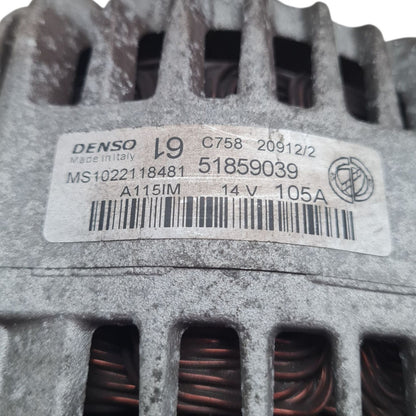 DENSO 19 C758 20912/2
Made in Italy
MS1022118481 51859039
A115IM 14 V 105A